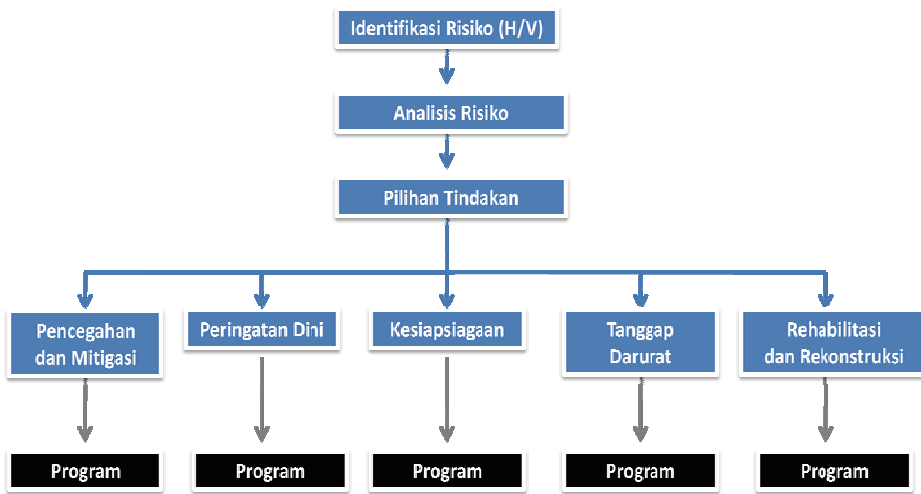 Identifikasi Risiko (H/V)
Analisis Risiko
Pilihan Tindakan
Pencegahan
dan Mitigasi
Peringatan Dini
Kesiapsiagaan
Tanggap
Darurat
Rehabilitasi
dan Rekonstruksi
Program
Program
Program
Program
Program